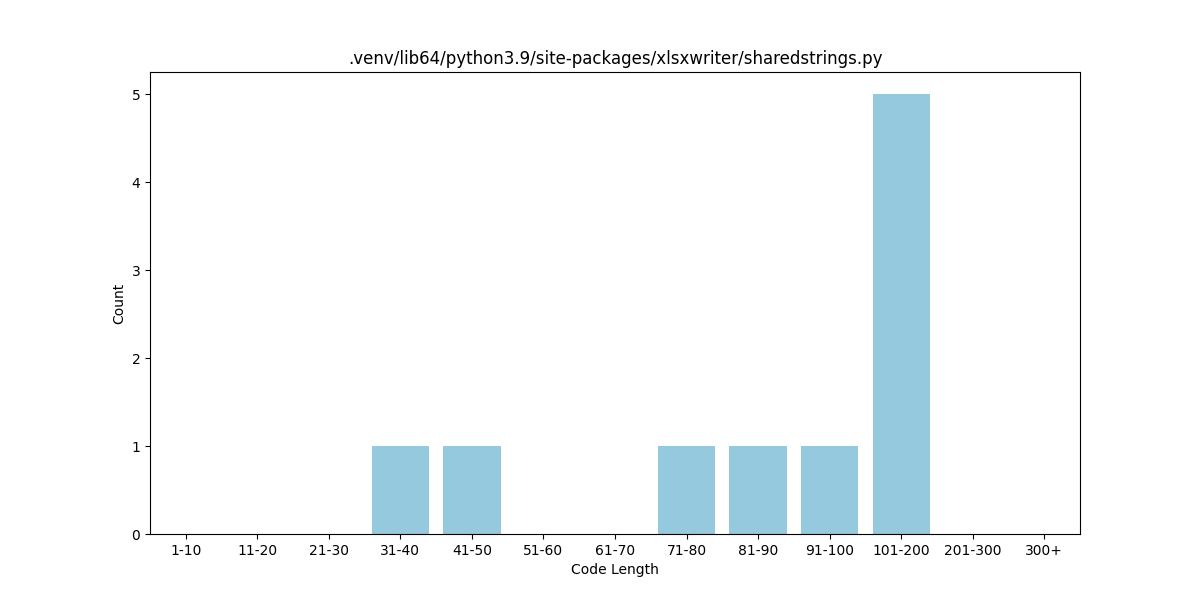 .venv/lib64/python3.9/site-packages/xlsxwriter/sharedstrings.py
Count
5
4
3
2
1
0
1-10 11-20 21-30 31-40 41-50 51-60 61-70 71-80 81-90 91-100 101-200 201-300 300+
Code Length